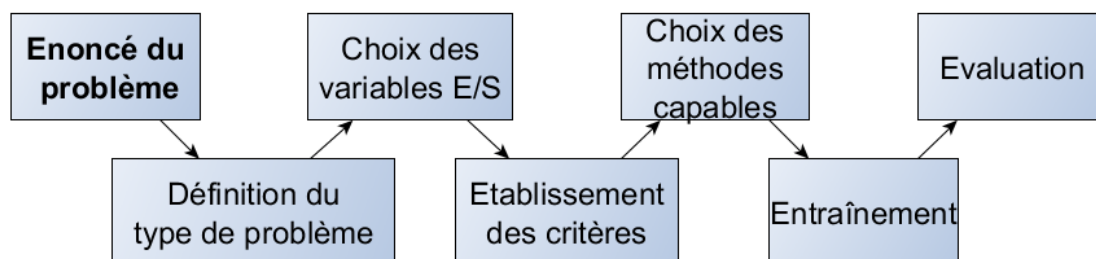 Enoncé du
problème
Définition du
type de problème
Choix des
variables E/S
Etablissement
des critères
Choix des
méthodes
capables
Entraînement
Evaluation